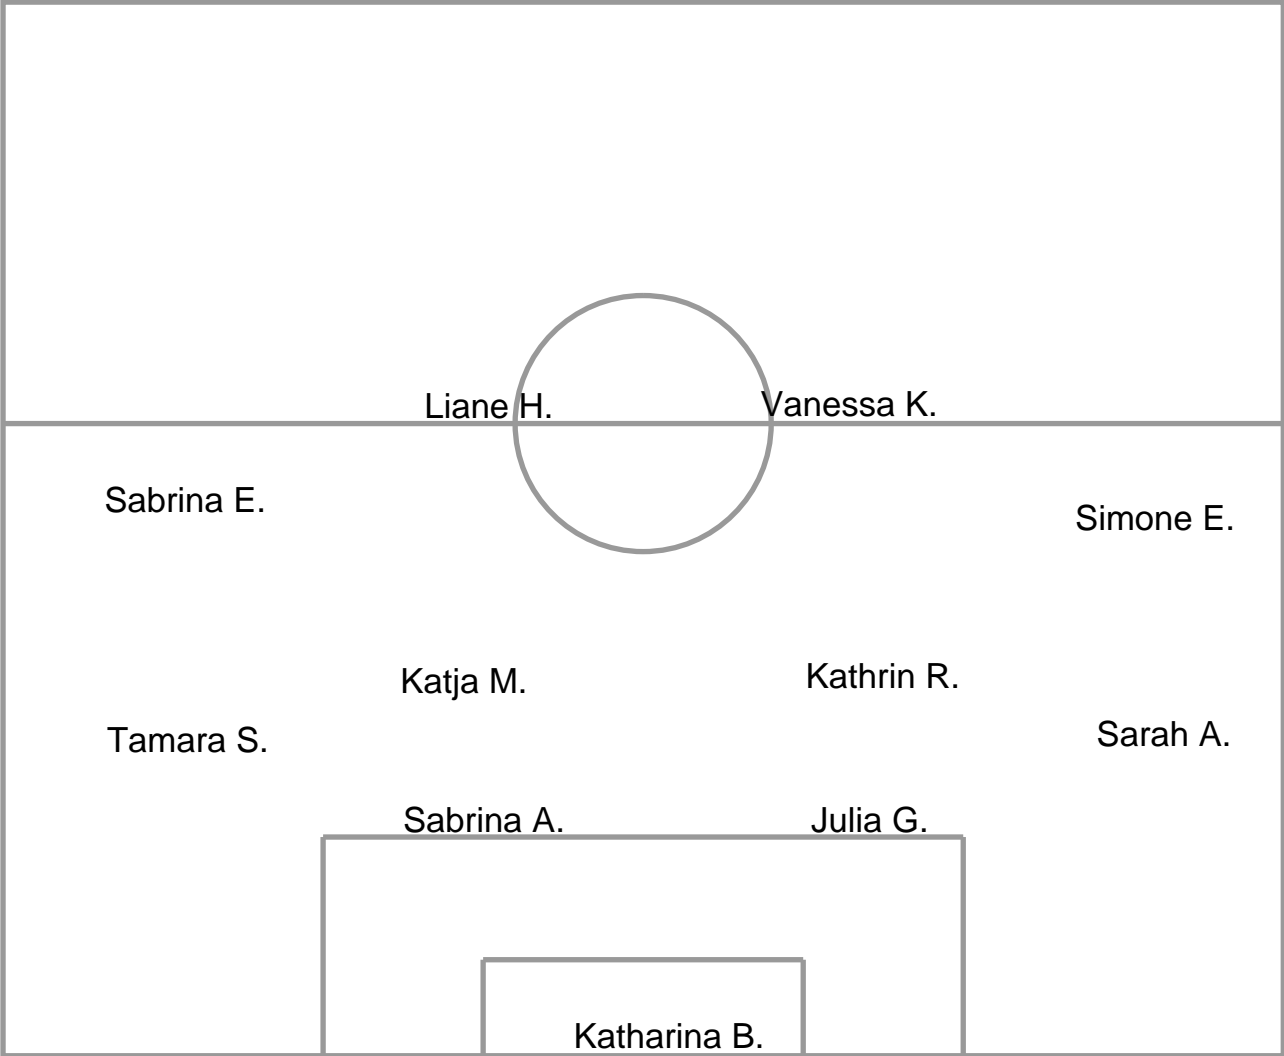 Liane H.
Vanessa K.
Sabrina E.
Simone E.
Katja M.
Kathrin R.
Tamara S.
Sarah A.
Sabrina A.
Julia G.
Katharina B.